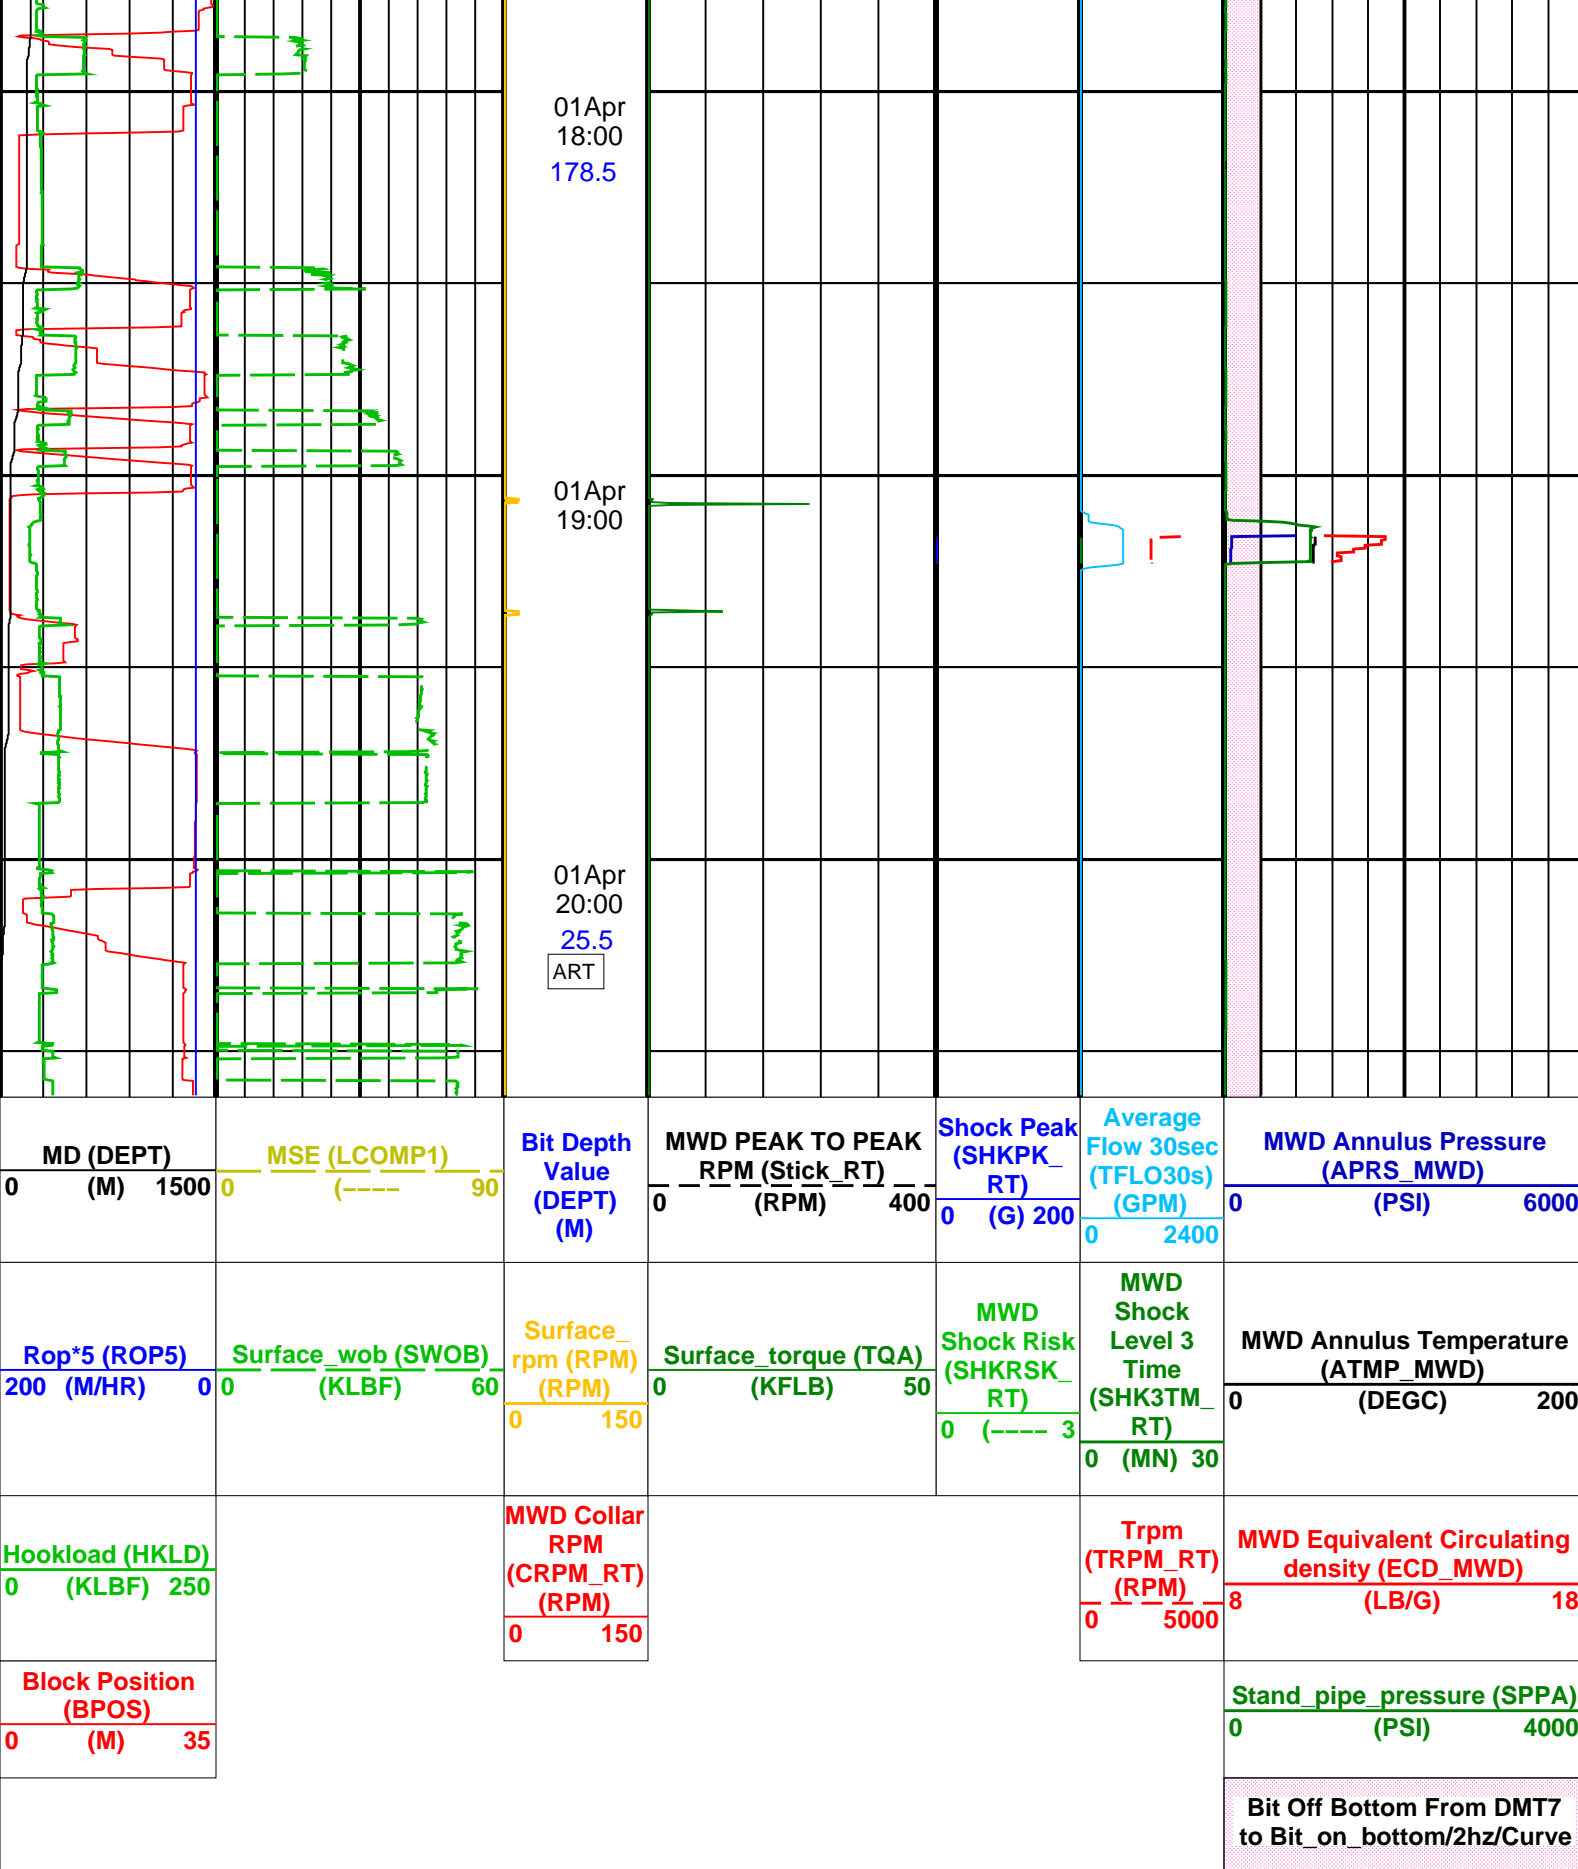 01Apr
18:00
178.5
01Apr
19:00
01Apr
20:00
25.5
ART
MD (DEPT)
0 (M) 1500
MSE (LCOMP1)
0 (---- 90
Bit Depth
Value
(DEPT)
(M)
MWD PEAK TO PEAK
RPM (Stick_RT)
0 (RPM) 400
Shock Peak
(SHKPK_
RT)
0 (G) 200
Average
Flow 30sec
(TFLO30s)
(GPM)
0 2400
MWD Annulus Pressure
(APRS_MWD)
0 (PSI) 6000
Rop*5 (ROP5)
200 (M/HR) 0
Surface_wob (SWOB)
0 (KLBF) 60
Surface_
rpm (RPM)
(RPM)
0 150
Surface_torque (TQA)
0 (KFLB) 50
MWD
Shock Risk
(SHKRSK_
RT)
0 (---- 3
MWD
Shock
Level 3
Time
(SHK3TM_
RT)
0 (MN) 30
MWD Annulus Temperature
(ATMP_MWD)
0 (DEGC) 200
Hookload (HKLD)
0 (KLBF) 250
MWD Collar
RPM
(CRPM_RT)
(RPM)
0 150
Trpm
(TRPM_RT)
(RPM)
0 5000
MWD Equivalent Circulating
density (ECD_MWD)
8 (LB/G) 18
Block Position
(BPOS)
0 (M) 35
Stand_pipe_pressure (SPPA)
0 (PSI) 4000
Bit Off Bottom From DMT7
to Bit_on_bottom/2hz/Curve